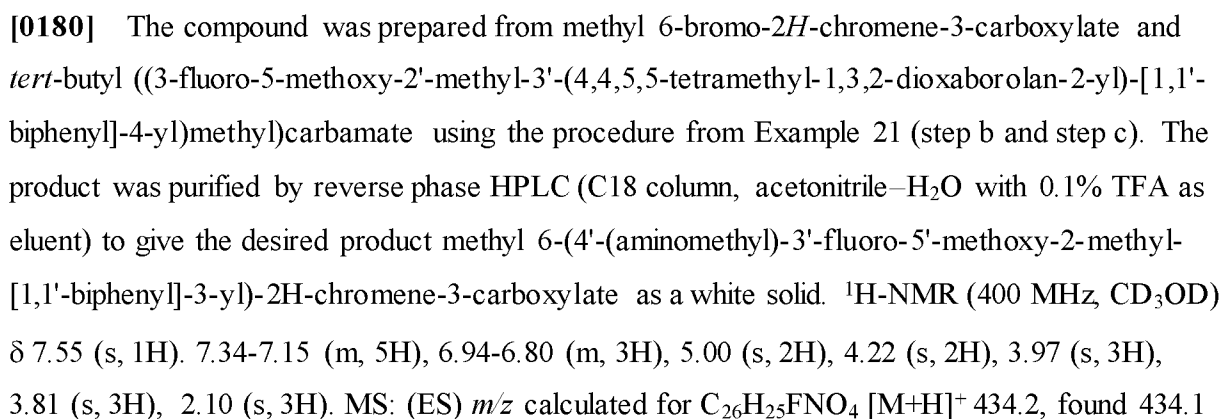 [0180] The compound was prepared from methyl 6-bromo-2H-chromene-3-carboxylate and
tert-butyl ((3-fluoro-5-methoxy-2'-methyl-3'-(4,4,5,5-tetramethyl-1,3,2-dioxaborolan-2-yl)-[1,1'-
biphenyl]-4-yl)methyl)carbamate using the procedure from Example 21 (step b and step c). The
product was purified by reverse phase HPLC (C18 column, acetonitrile–H₂O with 0.1% TFA as
eluent) to give the desired product methyl 6-(4'-(aminomethyl)-3'-fluoro-5'-methoxy-2-methyl-
[1,1'-biphenyl]-3-yl)-2H-chromene-3-carboxylate as a white solid. ¹H-NMR (400 MHz, CD₃OD)
δ 7.55 (s, 1H). 7.34-7.15 (m, 5H), 6.94-6.80 (m, 3H), 5.00 (s, 2H), 4.22 (s, 2H), 3.97 (s, 3H),
3.81 (s, 3H), 2.10 (s, 3H). MS: (ES) m/z calculated for C₂₆H₂₅FNO₄ [M+H]⁺ 434.2, found 434.1